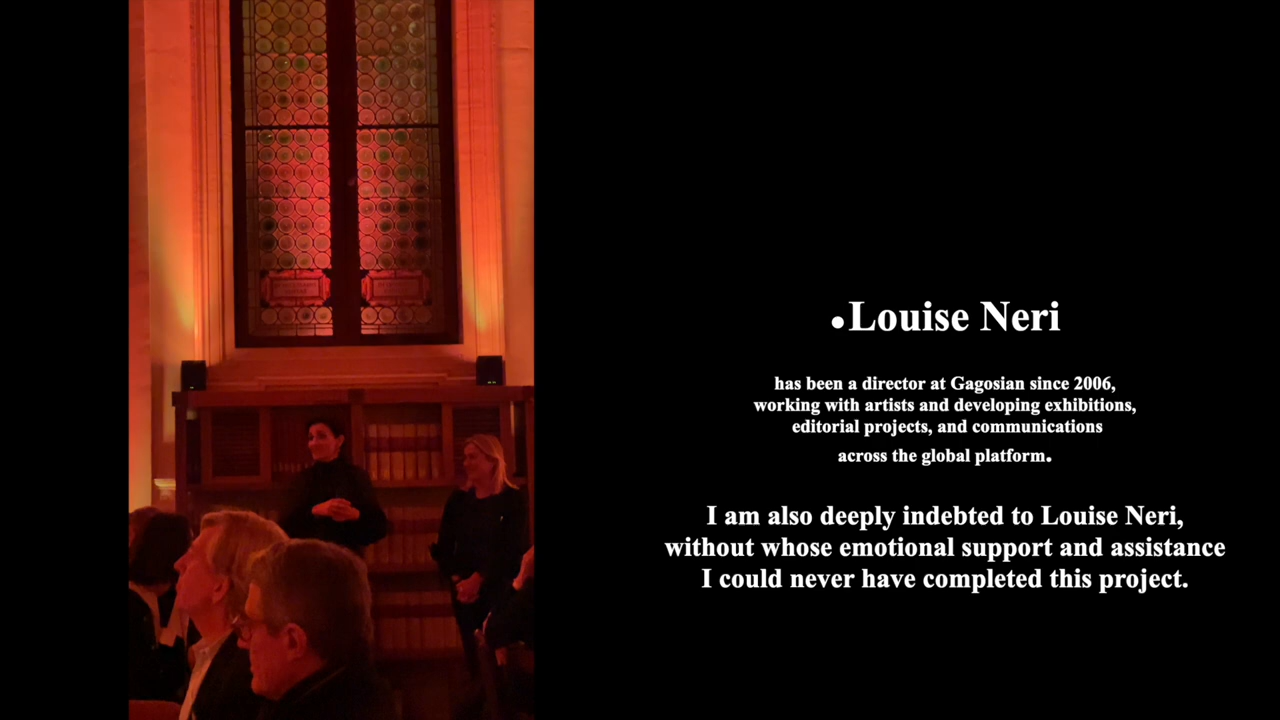 •Louise Neri
has been a director at Gagosian since 2006,
working with artists and developing exhibitions,
editorial projects, and communications
across the global platform.
I am also deeply indebted to Louise Neri,
without whose emotional support and assistance
I could never have completed this project.